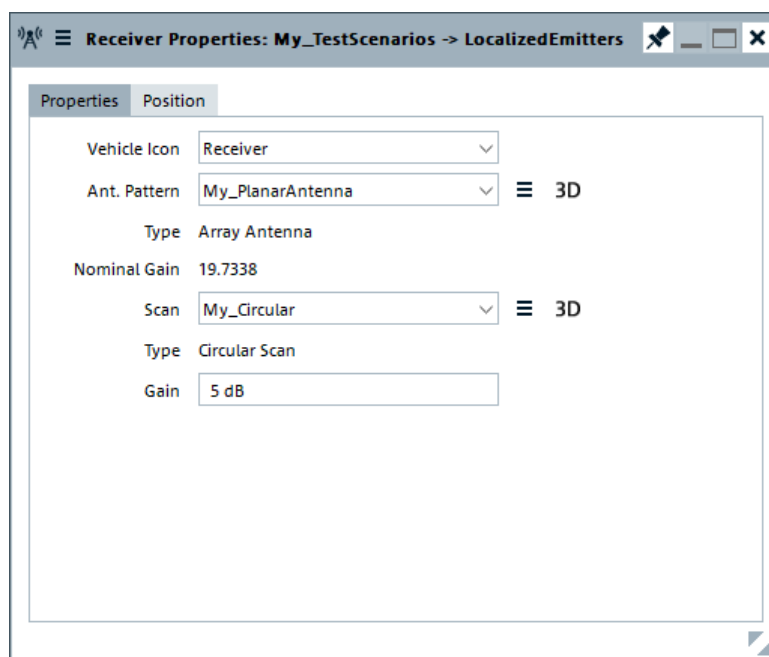 Receiver Properties: My_TestScenarios -> LocalizedEmitters
Properties Position
Vehicle Icon Receiver
Ant. Pattern My_PlanarAntenna 3D
Type Array Antenna
Nominal Gain 19.7338
Scan My_Circular 3D
Type Circular Scan
Gain 5 dB